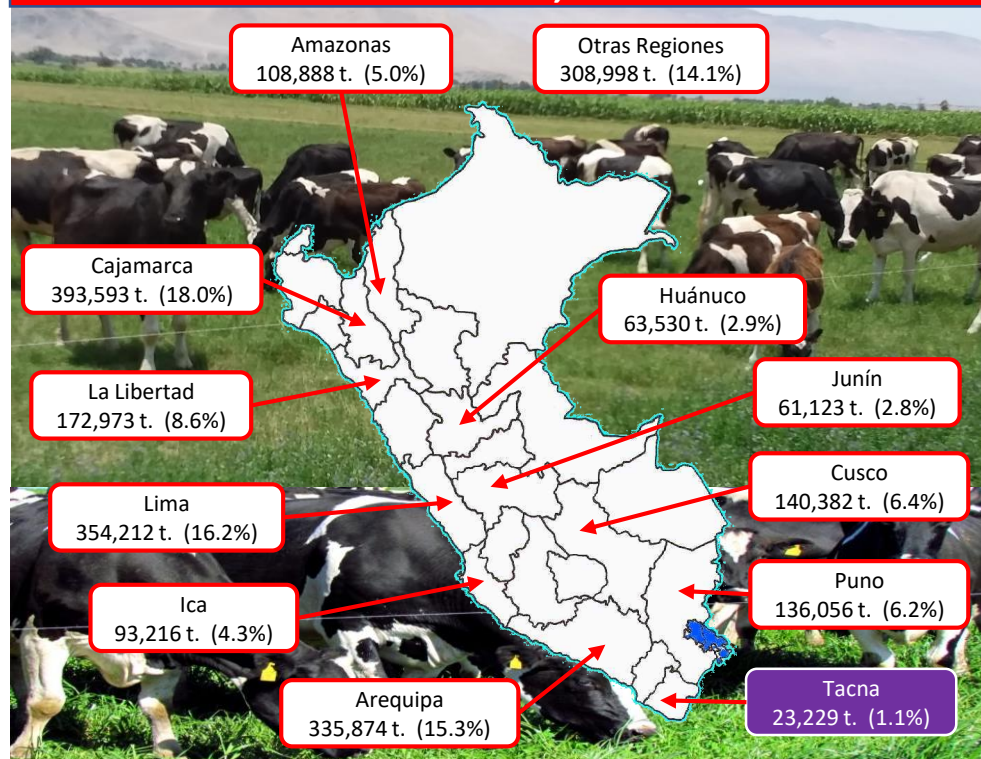 Amazonas
108,888 t. (5.0%)
Otras Regiones
308,998 t. (14.1%)
Cajamarca
393,593 t. (18.0%)
Huánuco
63,530 t. (2.9%)
La Libertad
172,973 t. (8.6%)
Junín
61,123 t. (2.8%)
Lima
354,212 t. (16.2%)
Cusco
140,382 t. (6.4%)
Ica
93,216 t. (4.3%)
Puno
136,056 t. (6.2%)
Arequipa
335,874 t. (15.3%)
Tacna
23,229 t. (1.1%)